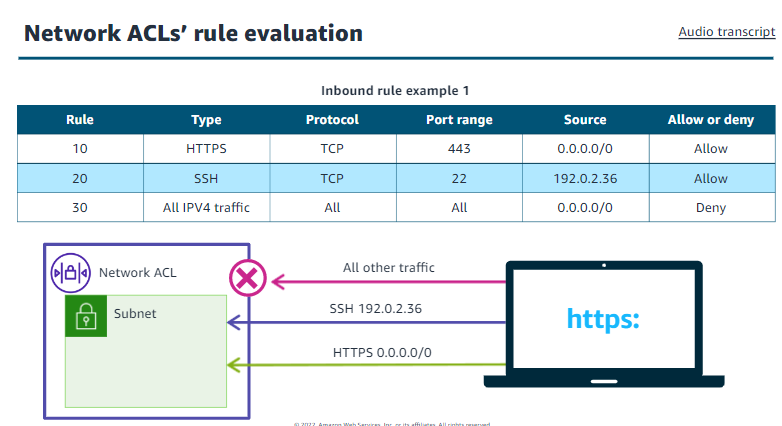 Network ACLs’ rule evaluation
Audio transcript
Inbound rule example 1
Rule Type Protocol Port range Source Allow or deny
10 HTTPS TCP 443 0.0.0.0/0 Allow
20 SSH TCP 22 192.0.2.36 Allow
30 All IPV4 traffic All All 0.0.0.0/0 Deny
Network ACL
Subnet
All other traffic
SSH 192.0.2.36
HTTPS 0.0.0.0/0
https:
© 2022, Amazon Web Services, Inc. or its affiliates. All rights reserved.